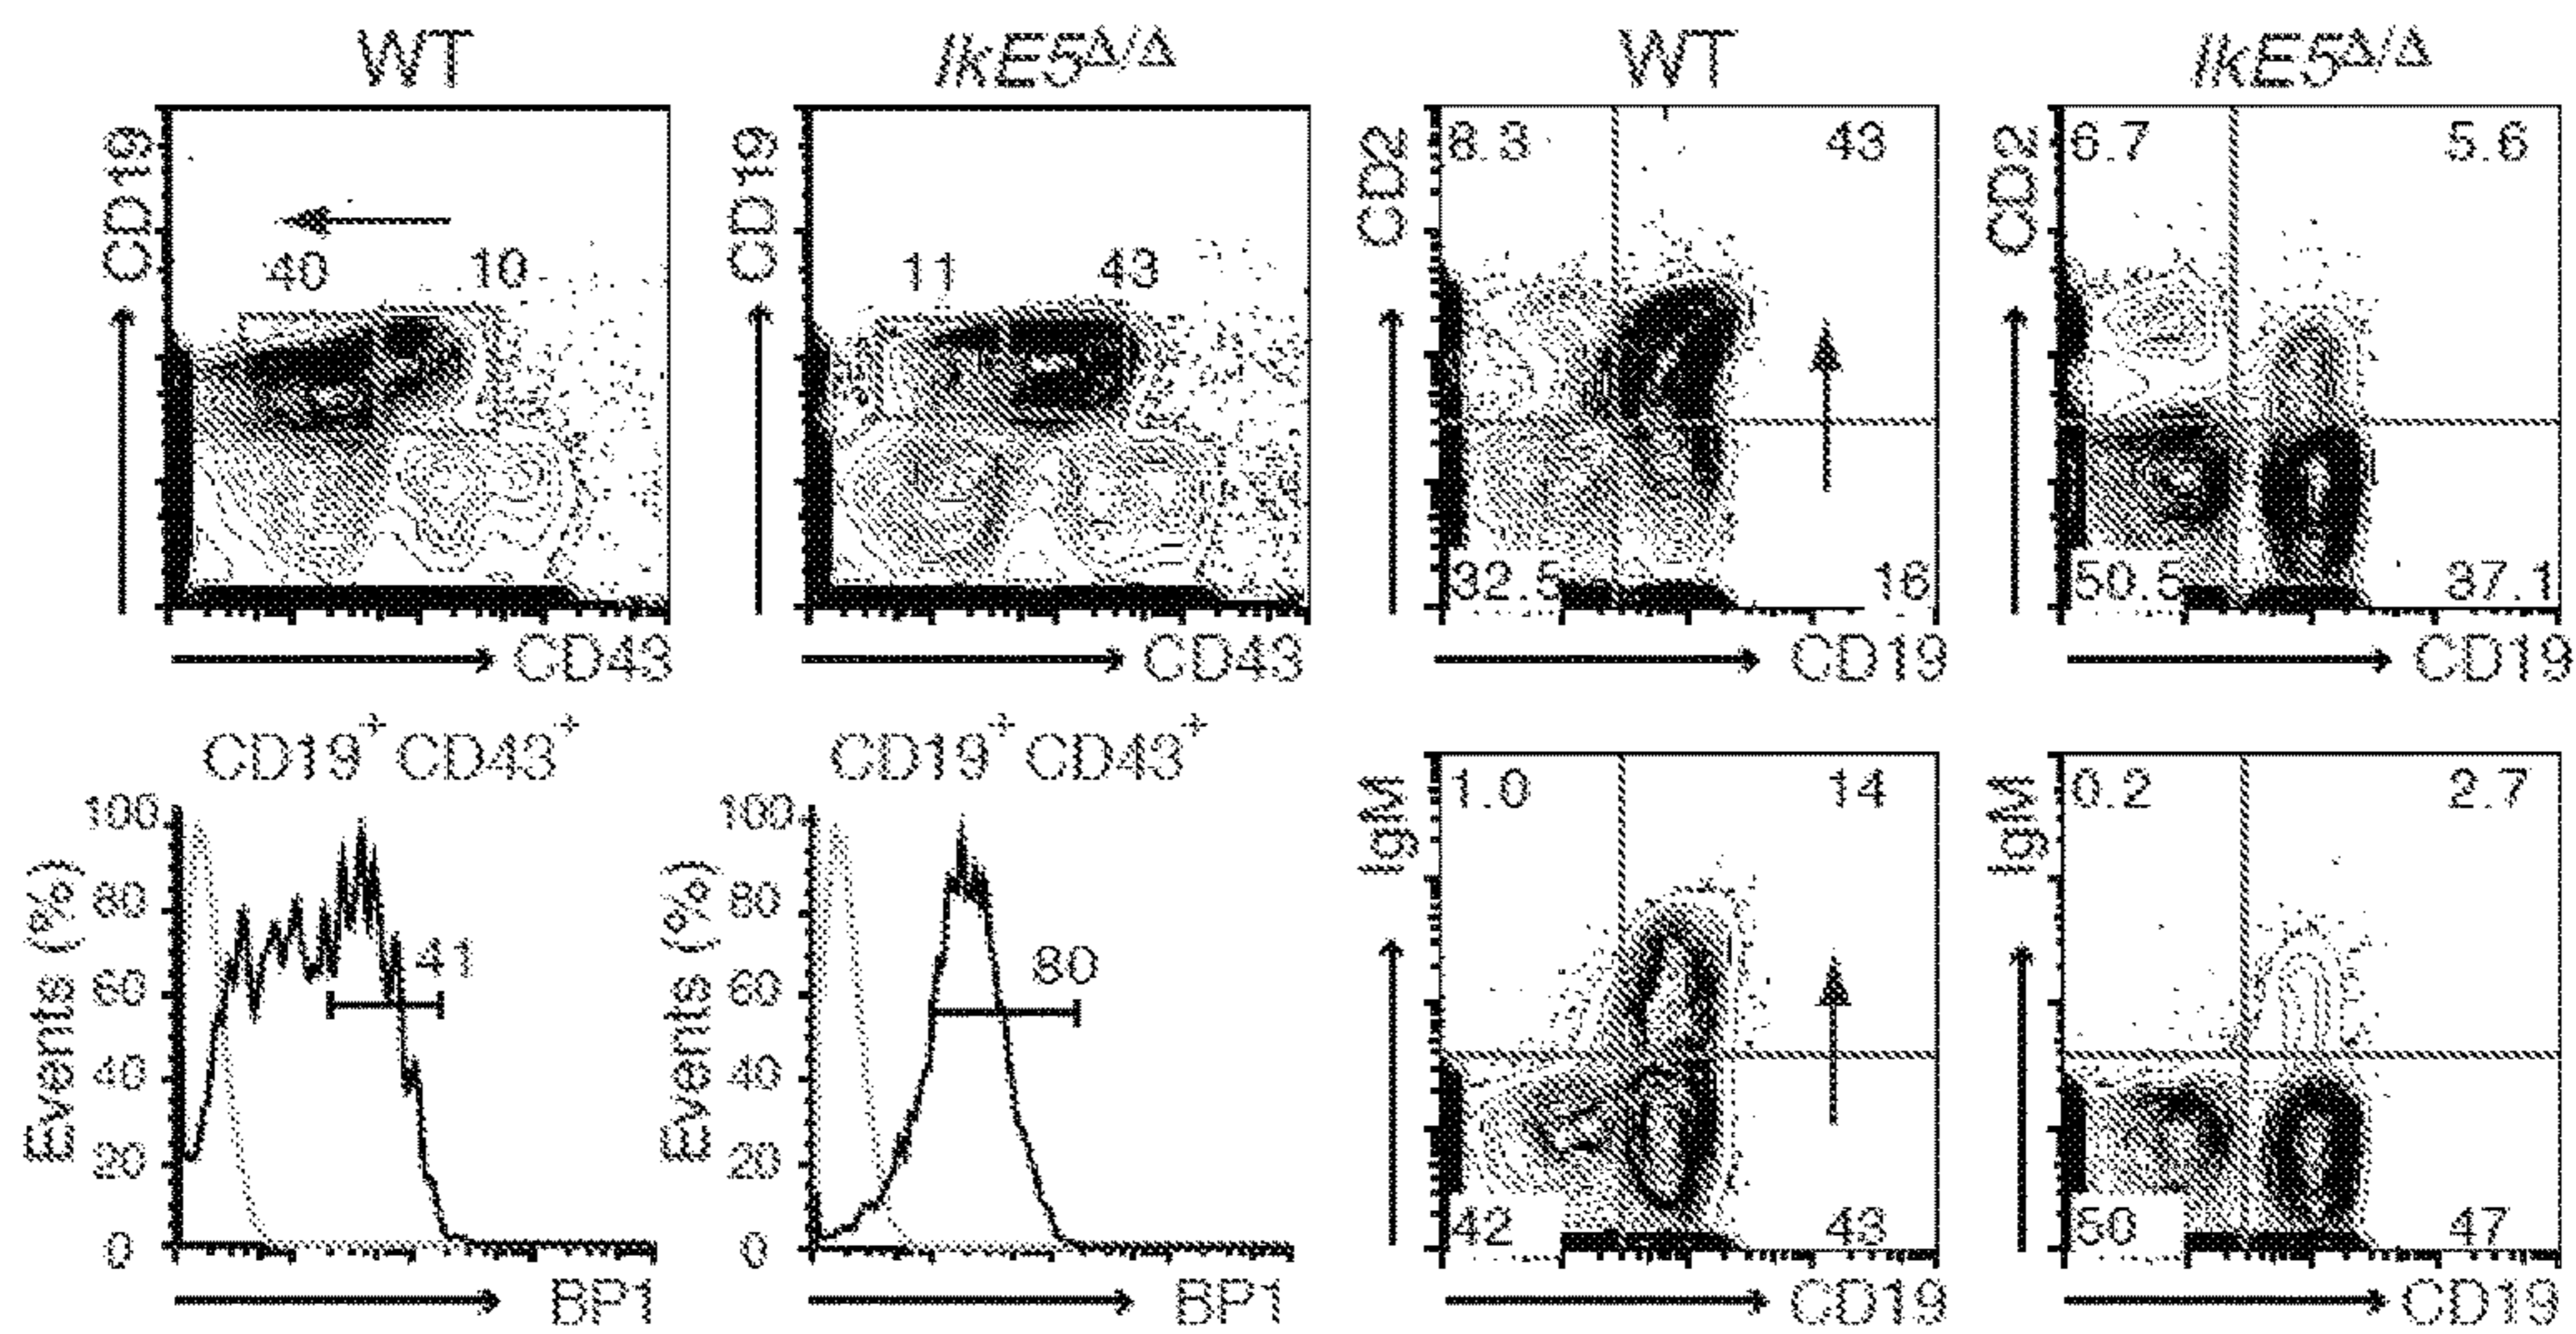 WT
IkE5Δ/Δ
WT
IkE5Δ/Δ
CD19
40
10
CD43
CD19
11
43
CD43
CD2
8.3
43
32.5
16
CD19
CD2
6.7
5.6
50.5
37.1
CD19
CD19+ CD43+
Events (%)
100
80
60
40
20
0
41
BP1
CD19+ CD43+
Events (%)
100
80
60
40
20
0
80
BP1
IgM
1.0
14
42
43
CD19
IgM
0.2
2.7
50
47
CD19